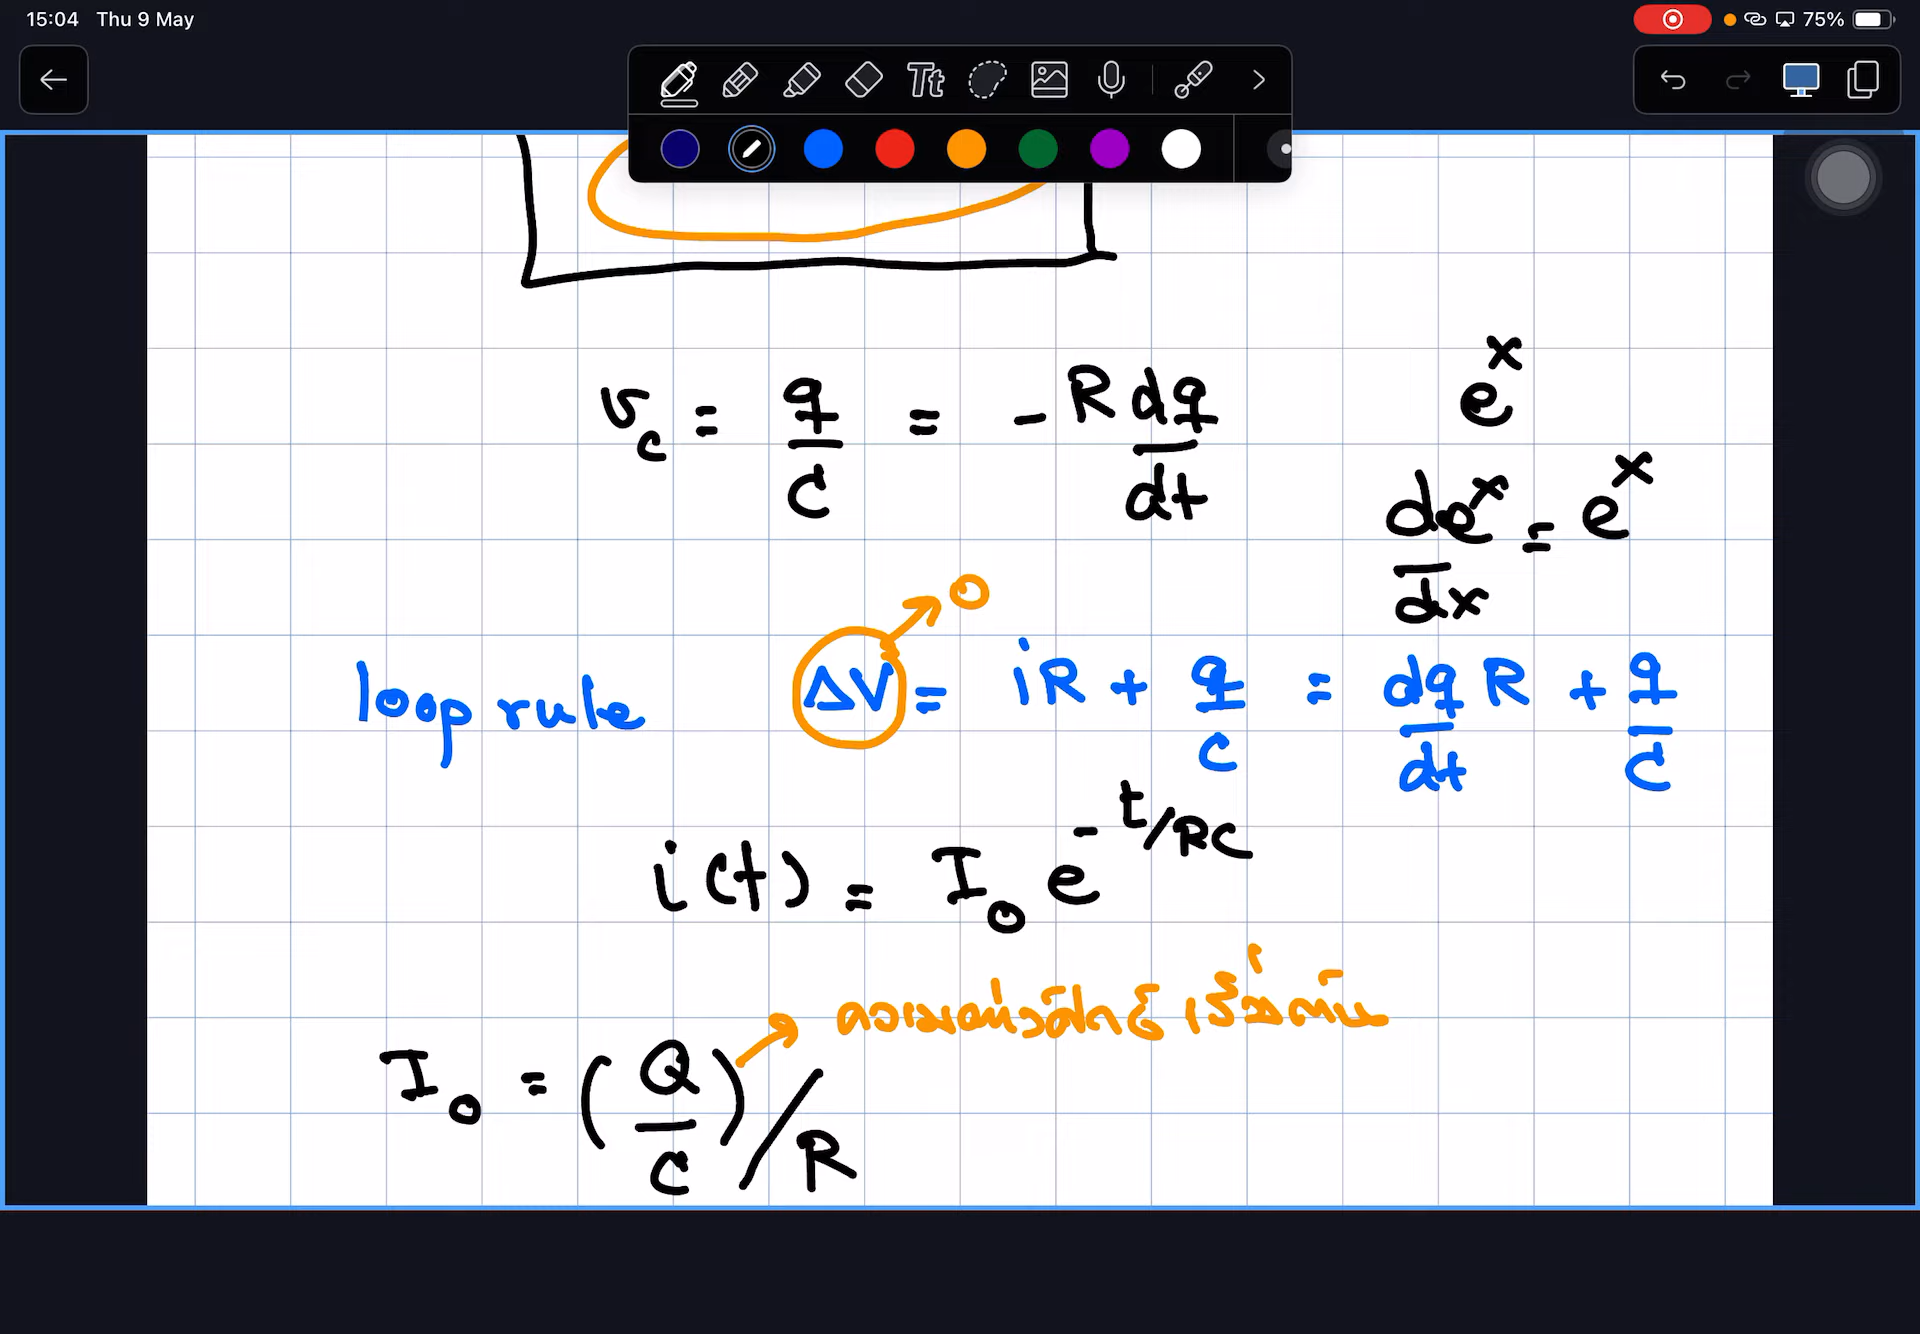 15:04 Thu 9 May 75%
Tt
e^x
v_c = q/C = -R dq/dt
de^x/dx = e^x
0
loop rule ΔV = iR + q/C = dq/dt R + q/C
i(t) = I_0 e^{-t/RC}
ความต่างศักย์ เริ่มต้น
I_0 = (Q/C)/R